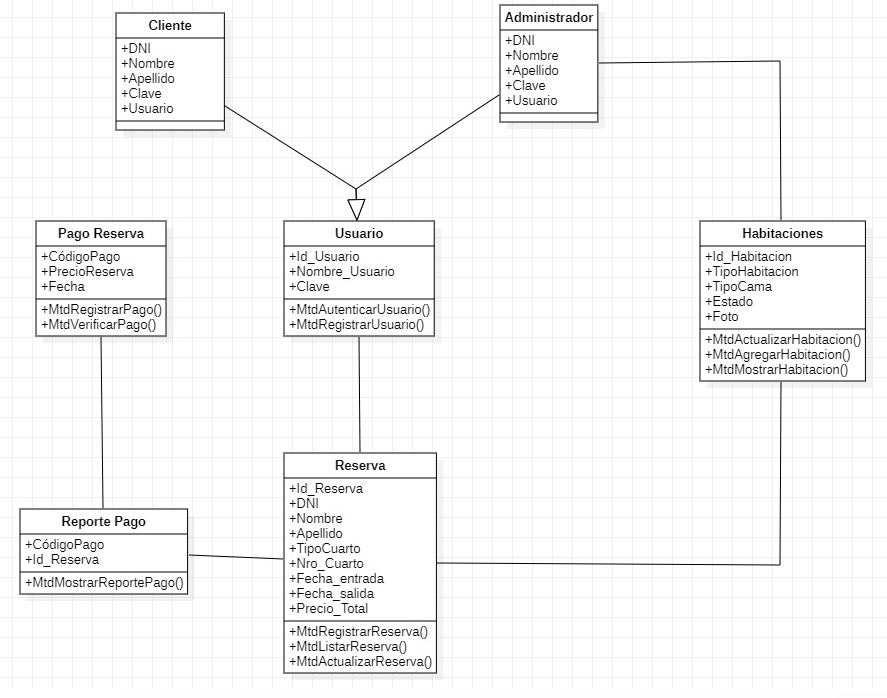 Cliente
+DNI
+Nombre
+Apellido
+Clave
+Usuario
Administrador
+DNI
+Nombre
+Apellido
+Clave
+Usuario
Pago Reserva
+CódigoPago
+PrecioReserva
+Fecha
+MtdRegistrarPago()
+MtdVerificarPago()
Usuario
+Id_Usuario
+Nombre_Usuario
+Clave
+MtdAutenticarUsuario()
+MtdRegistrarUsuario()
Habitaciones
+Id_Habitacion
+TipoHabitacion
+TipoCama
+Estado
+Foto
+MtdActualizarHabitacion()
+MtdAgregarHabitacion()
+MtdMostrarHabitacion()
Reporte Pago
+CódigoPago
+Id_Reserva
+MtdMostrarReportePago()
Reserva
+Id_Reserva
+DNI
+Nombre
+Apellido
+TipoCuarto
+Nro_Cuarto
+Fecha_entrada
+Fecha_salida
+Precio_Total
+MtdRegistrarReserva()
+MtdListarReserva()
+MtdActualizarReserva()